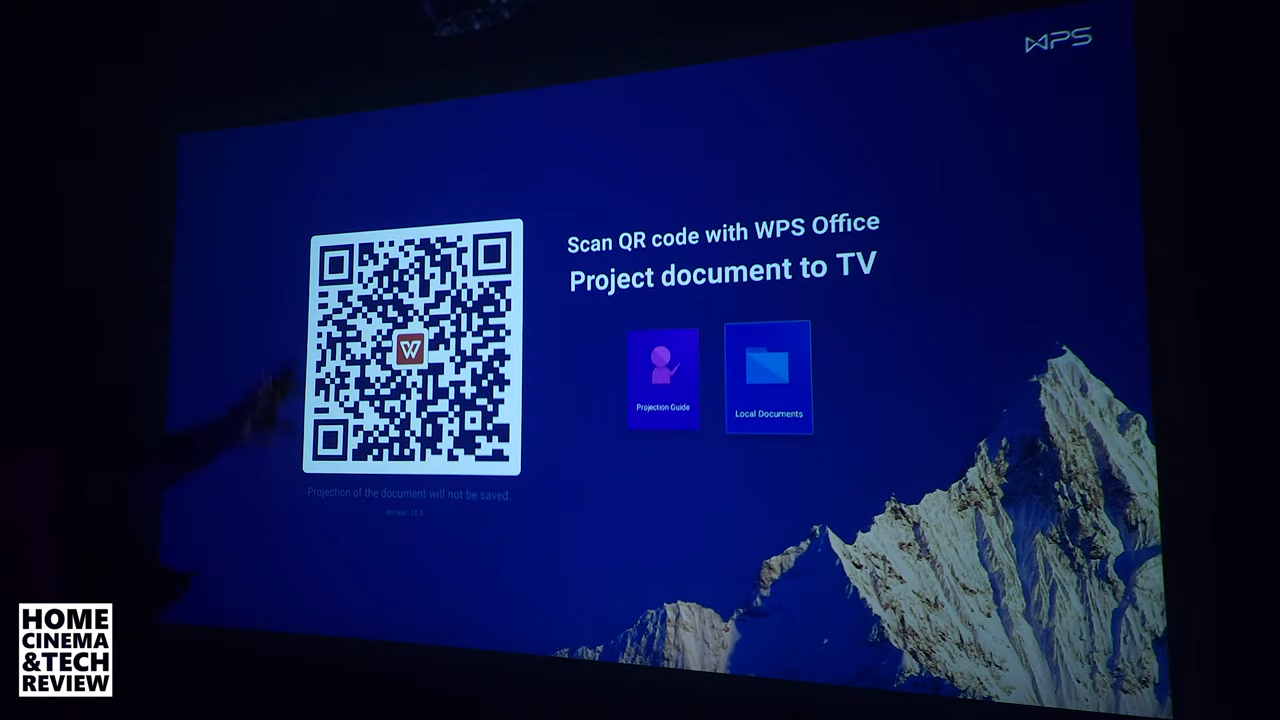 WPS
Scan QR code with WPS Office
Project document to TV
Projection Guide
Local Documents
Projection of the document will not be saved.
HOME
CINEMA
&TECH
REVIEW